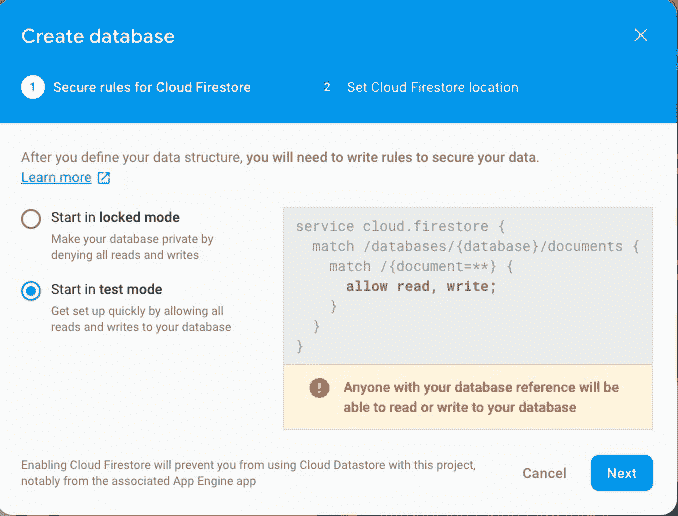 Create database
1 Secure rules for Cloud Firestore
2 Set Cloud Firestore location
After you define your data structure, you will need to write rules to secure your data.
Learn more
Start in locked mode
Make your database private by
denying all reads and writes
Start in test mode
Get set up quickly by allowing all
reads and writes to your database
service cloud.firestore {
  match /databases/{database}/documents {
    match /{document=**} {
      allow read, write;
    }
  }
}
Anyone with your database reference will be
able to read or write to your database
Enabling Cloud Firestore will prevent you from using Cloud Datastore with this project,
notably from the associated App Engine app
Cancel
Next